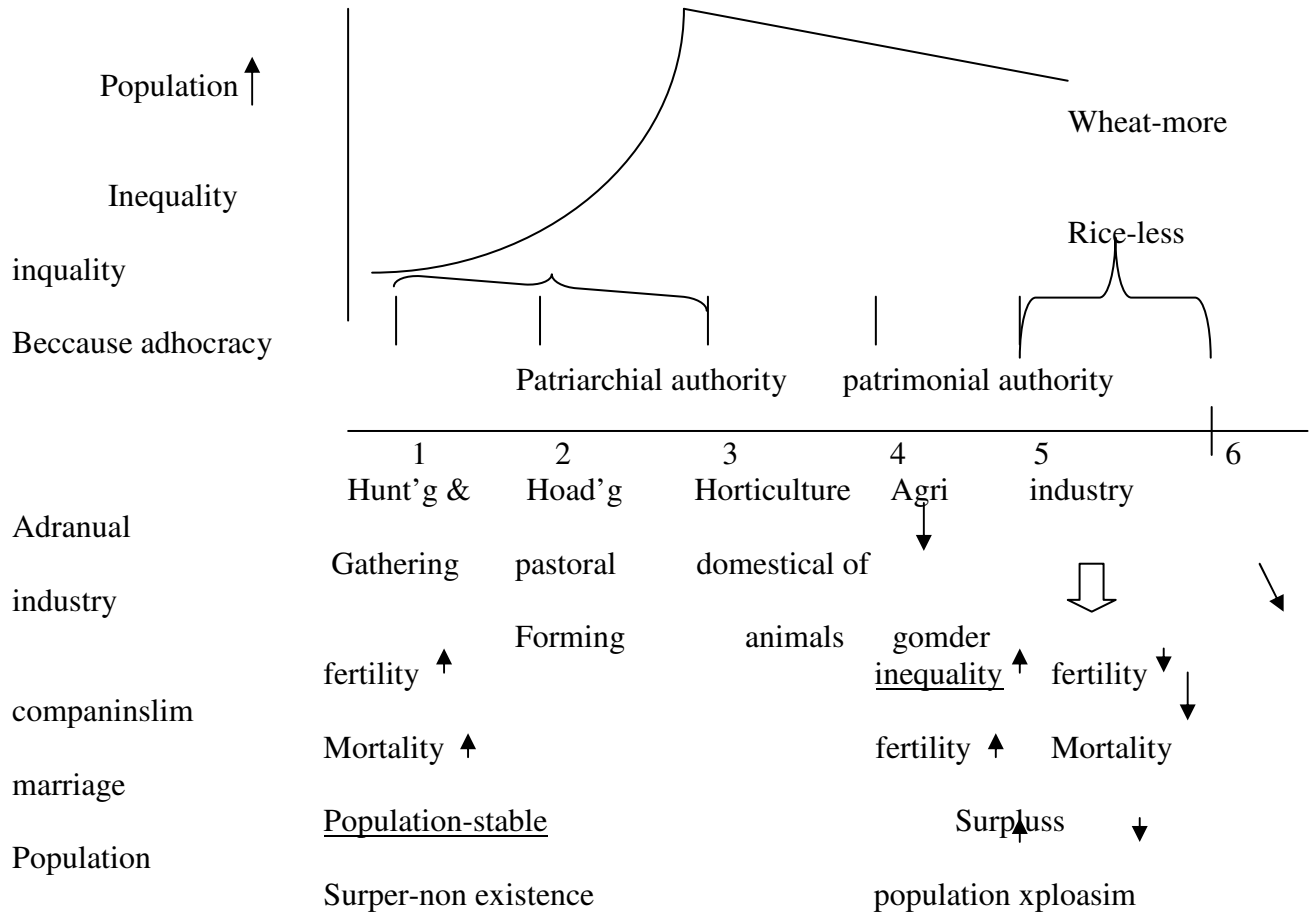 Population
Wheat-more
Inequality
Rice-less
inquality
Beccause adhocracy
Patriarchial authority patrimonial authority
1 2 3 4 5 6
Hunt’g & Hoad’g Horticulture Agri industry
Adranual
Gathering pastoral domestical of
industry
Forming animals gomder
fertility inequality fertility
companinslim
Mortality fertility Mortality
marriage
Population-stable Surpluss
Population
Surper-non existence population xploasim